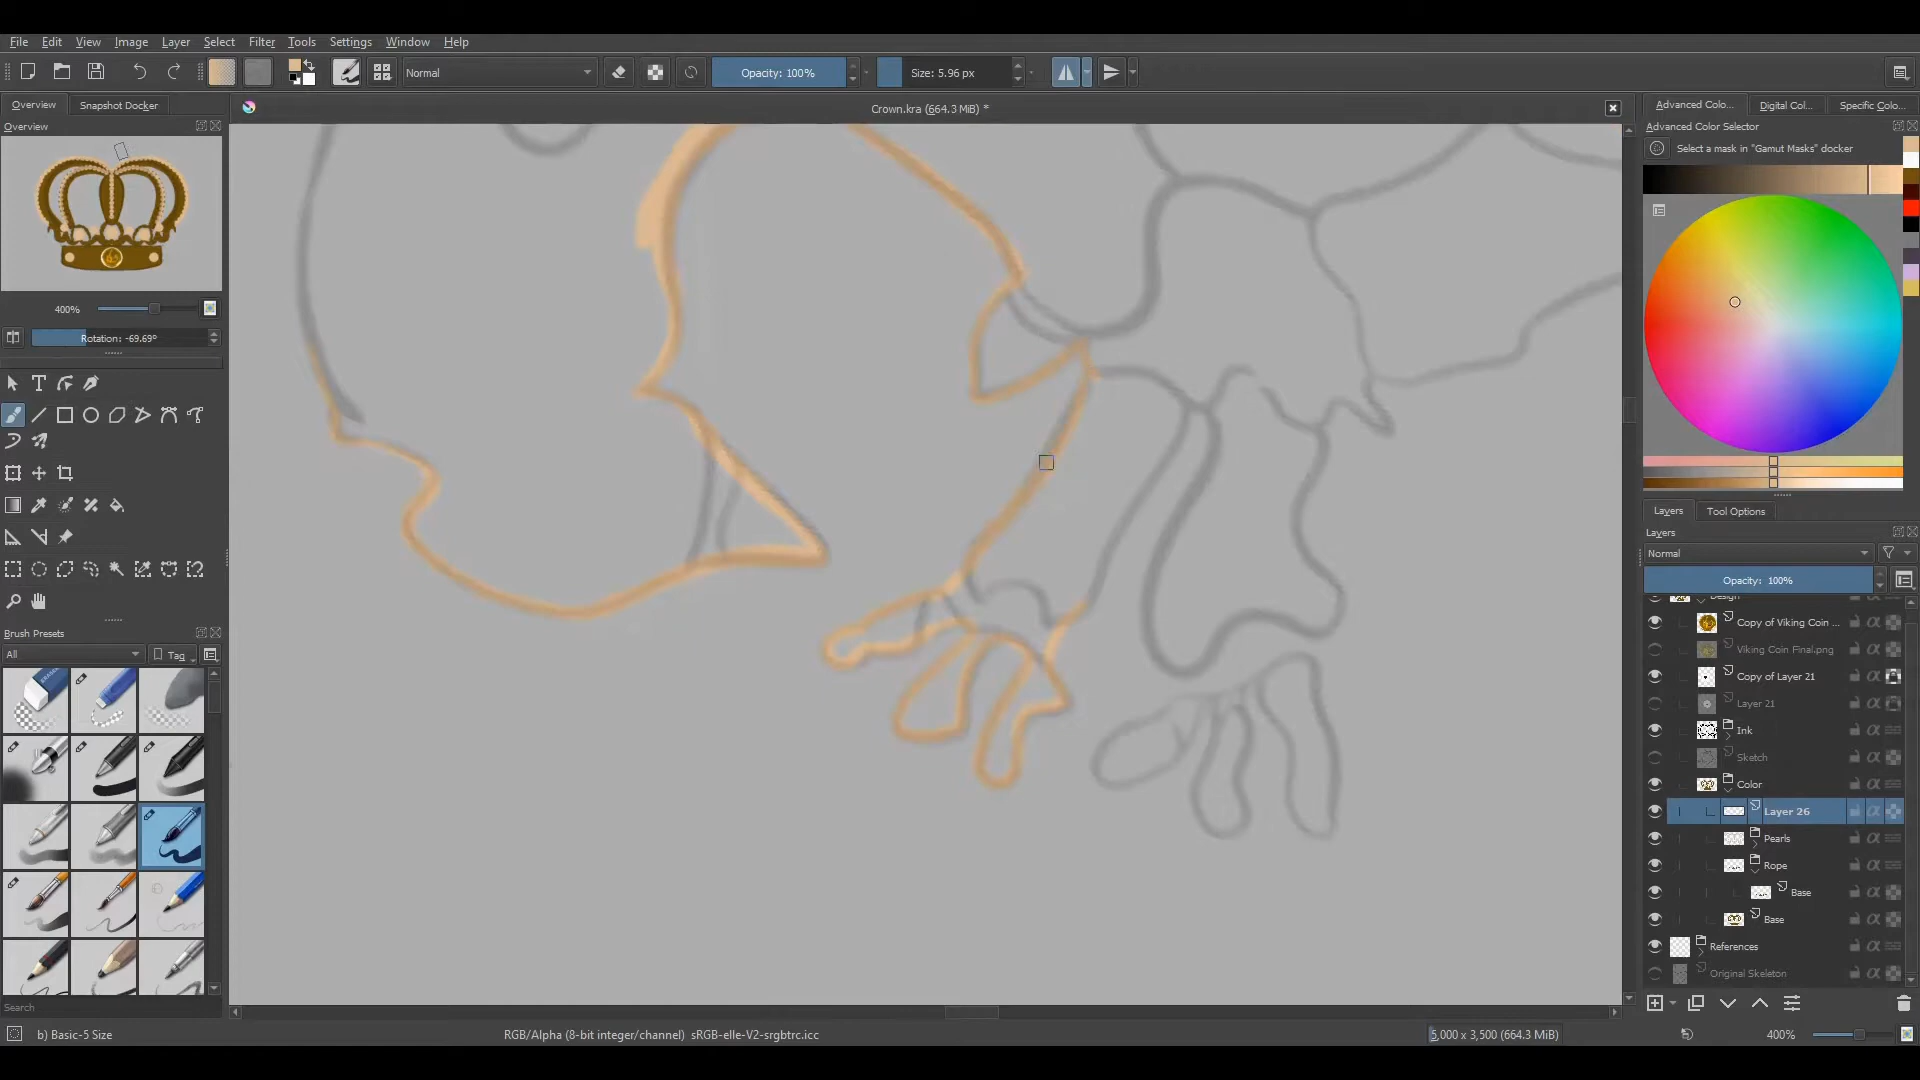 File Edit View Image Layer Select Filter Tools Settings Window Help
Normal Opacity: 100% Size: 5.96 px
Overview Snapshot Docker
Crown.kra (664.3 MiB) *
Advanced Colo... Digital Col... Specific Colo...
Overview
Advanced Color Selector
Select a mask in "Gamut Masks" docker
400%
Rotation: -69.69°
Layers Tool Options
Layers
Normal
Opacity: 100%
Design
Copy of Viking Coin ...
Viking Coin Final.png
Copy of Layer 21
Layer 21
Ink
Sketch
Color
Layer 26
Pearls
Rope
Base
Base
References
Original Skeleton
Brush Presets
All Tag
Search
b) Basic-5 Size
RGB/Alpha (8-bit integer/channel) sRGB-elle-V2-srgbtrc.icc
5,000 x 3,500 (664.3 MiB)
400%